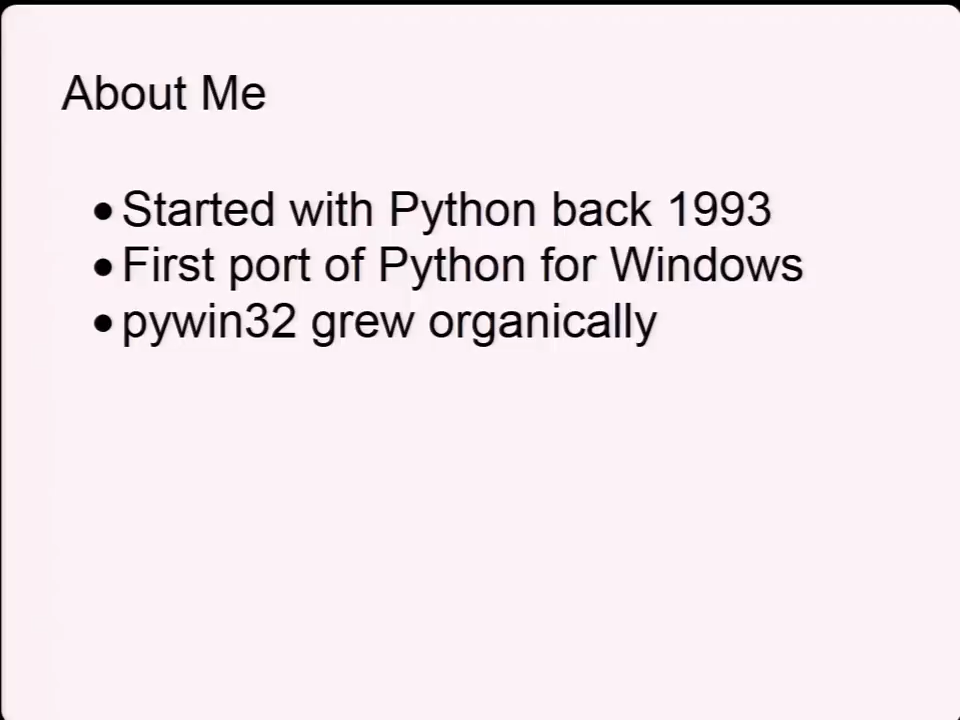 About Me
•Started with Python back 1993
•First port of Python for Windows
•pywin32 grew organically